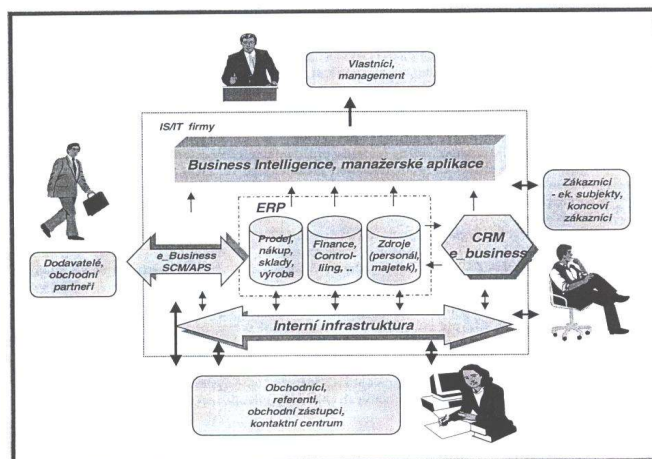 Vlastníci,
management
IS/IT firmy
Business Intelligence, manažerské aplikace
Zákazníci
- ek. subjekty,
koncoví
zákazníci
ERP
Prodej,
nákup,
sklady,
výroba
Finance,
Control-
liing, ..
Zdroje
(personál,
majetek),
CRM
e_business
e_Business
SCM/APS
Dodavatelé,
obchodní
partneři
Interní infrastruktura
Obchodníci,
referenti,
obchodní zástupci,
kontaktní centrum